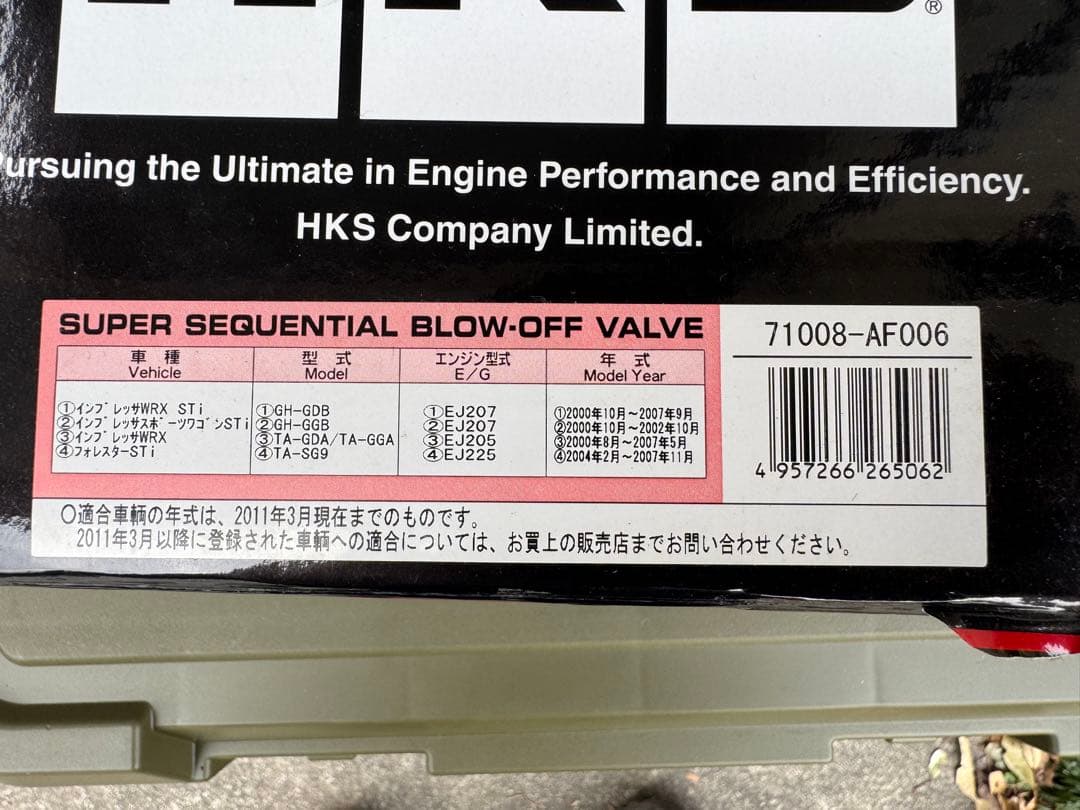 HKS
®
Pursuing the Ultimate in Engine Performance and Efficiency.
HKS Company Limited.
SUPER SEQUENTIAL BLOW-OFF VALVE
71008-AF006
車種 型式 エンジン型式 年式
Vehicle Model E/G Model Year
①インプレッサWRX STi ①GH-GDB ①EJ207 ①2000年10月～2007年9月
②インプレッサスポーツワゴンSTi ②GH-GGB ②EJ207 ②2000年10月～2002年10月
③インプレッサWRX ③TA-GDA/TA-GGA ③EJ205 ③2000年8月～2007年5月
④フォレスターSTi ④TA-SG9 ④EJ225 ④2004年2月～2007年11月
4 957266 265062
○適合車輌の年式は、2011年3月現在までのものです。
2011年3月以降に登録された車輌への適合については、お買上の販売店までお問い合わせください。